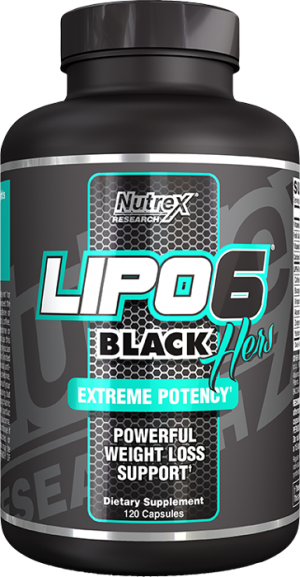 Nutrex
RESEARCH
LIPO6
BLACK
Hers
EXTREME POTENCY†
POWERFUL
WEIGHT LOSS
SUPPORT†
Dietary Supplement
120 Capsules